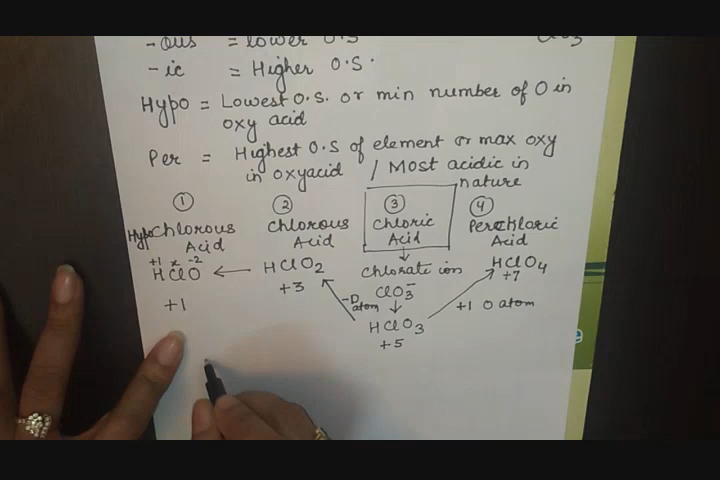 -ous = lower O.S
ClO3
-ic = Higher O.S.
Hypo = Lowest O.S. or min number of O in
oxy acid
Per = Highest O.S of element or max oxy
in oxyacid / Most acidic in
nature
1 2 3 4
HypoChlorous Chlorous Chloric Perchloric
Acid Acid Acid Acid
+1 x -2
HClO ← HClO2 ↓ HClO4
+1 +3 Chlorate ion +7
ClO3⁻
-O atom ↓ +1 O atom
HClO3
+5